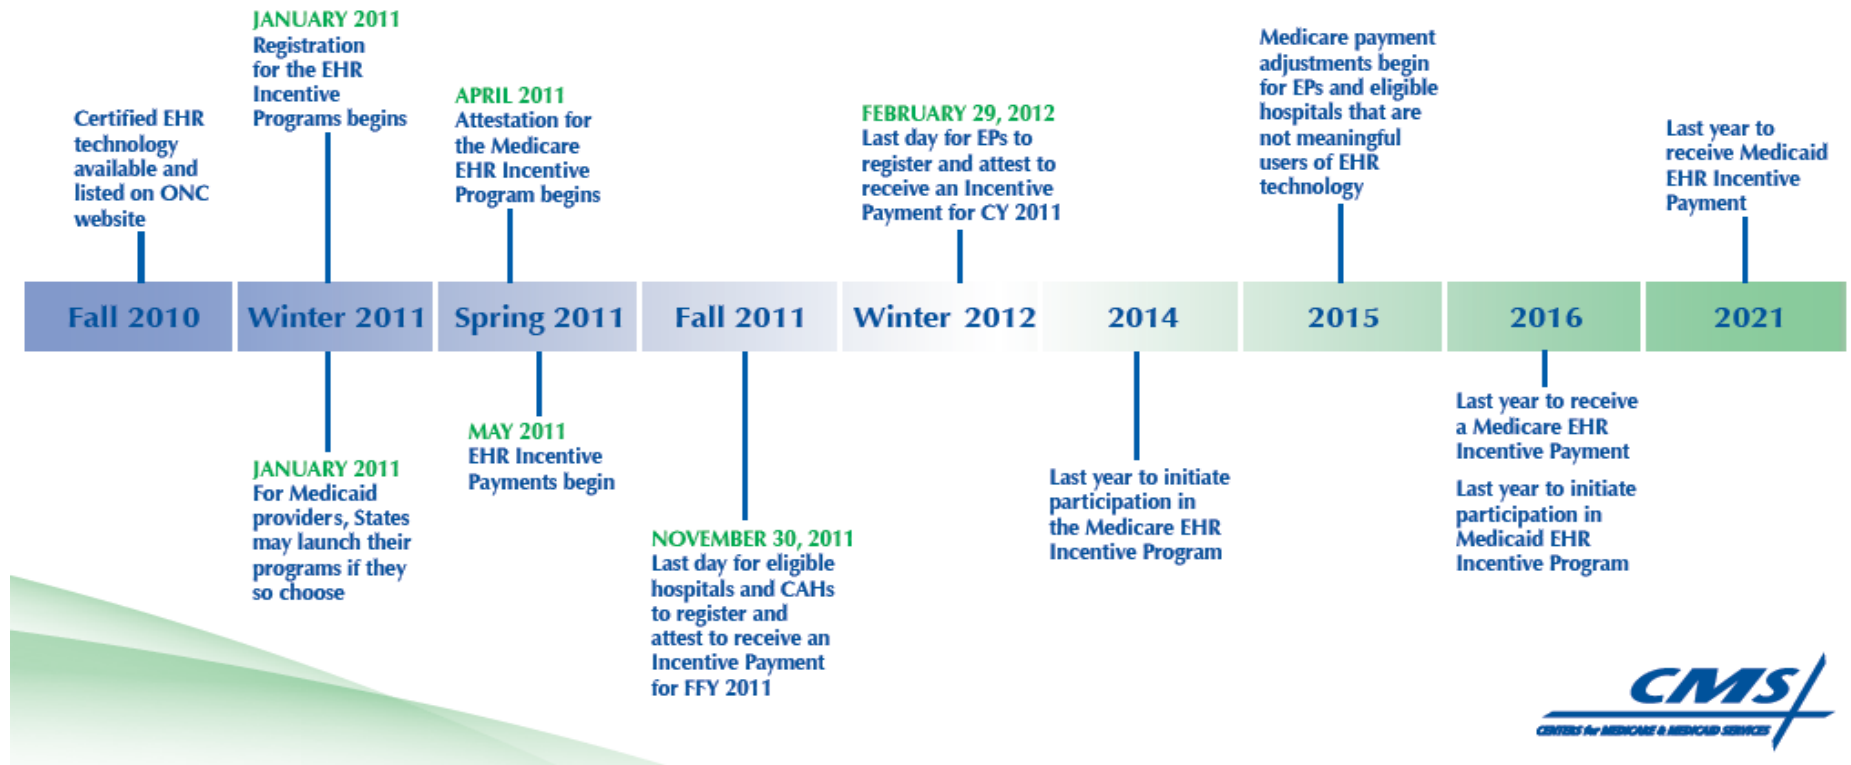 JANUARY 2011
Registration
for the EHR
Incentive
Programs begins
Certified EHR
technology
available and
listed on ONC
website
APRIL 2011
Attestation for
the Medicare
EHR Incentive
Program begins
FEBRUARY 29, 2012
Last day for EPs to
register and attest to
receive an Incentive
Payment for CY 2011
Medicare payment
adjustments begin
for EPs and eligible
hospitals that are
not meaningful
users of EHR
technology
Last year to
receive Medicaid
EHR Incentive
Payment
Fall 2010
Winter 2011
Spring 2011
Fall 2011
Winter 2012
2014
2015
2016
2021
JANUARY 2011
For Medicaid
providers, States
may launch their
programs if they
so choose
MAY 2011
EHR Incentive
Payments begin
NOVEMBER 30, 2011
Last day for eligible
hospitals and CAHs
to register and
attest to receive an
Incentive Payment
for FFY 2011
Last year to initiate
participation in
the Medicare EHR
Incentive Program
Last year to receive
a Medicare EHR
Incentive Payment
Last year to initiate
participation in
Medicaid EHR
Incentive Program
CMS
CENTERS for MEDICARE & MEDICAID SERVICES